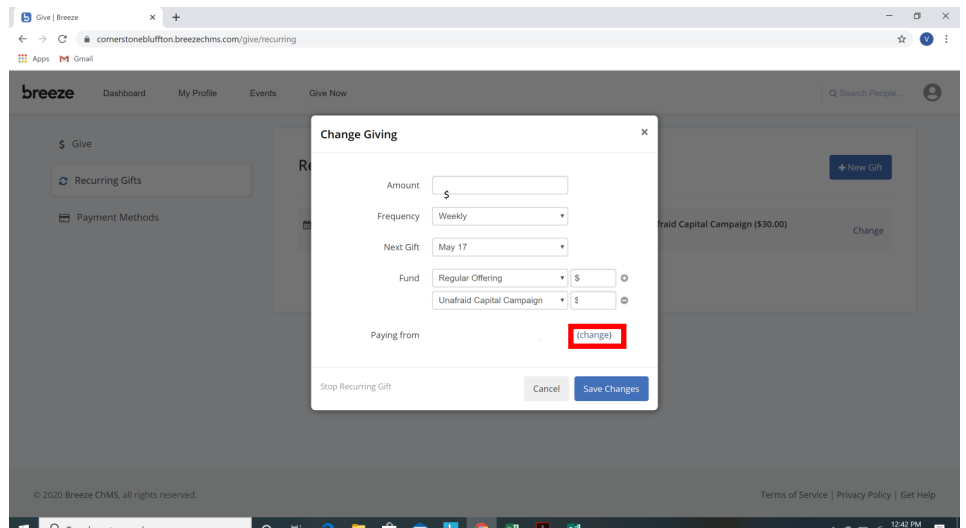 Give | Breeze
cornerstonebluffton.breezechms.com/give/recurring
Apps Gmail
breeze Dashboard My Profile Events Give Now Search People...
V
$ Give
Recurring Gifts
Payment Methods
+ New Gift
Capital Campaign ($30.00)
Change
Change Giving ×
Amount $
Frequency Weekly
Next Gift May 17
Fund Regular Offering $
Unafraid Capital Campaign $
Paying from (change)
Stop Recurring Gift Cancel Save Changes
© 2020 Breeze ChMS, all rights reserved. Terms of Service | Privacy Policy | Get Help
12:42 PM